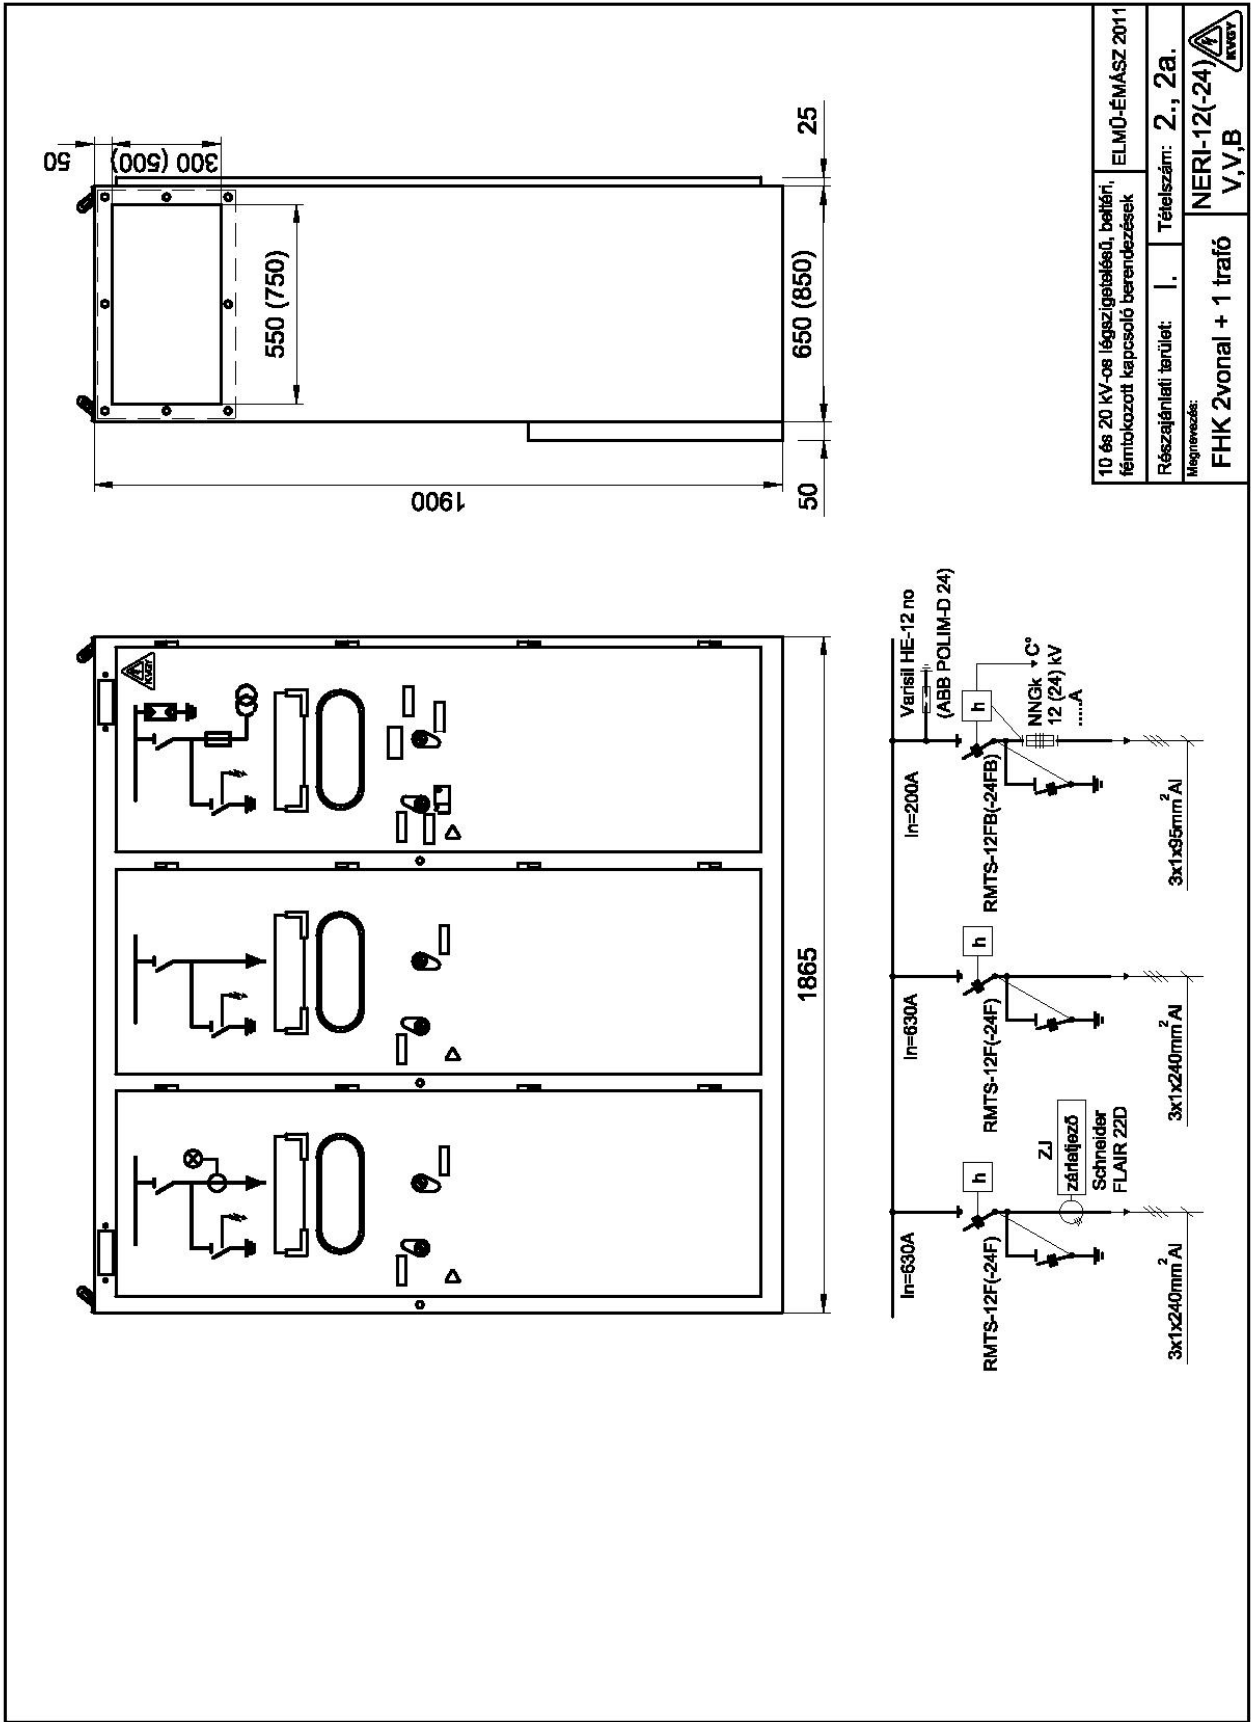 50
300 (500)
550 (750)
25
650 (850)
50
1900
KVGY
1865
In=630A
In=630A
In=200A
Varisil HE-12 no
(ABB POLIM-D 24)
RMTS-12F(-24F)
h
RMTS-12F(-24F)
h
RMTS-12FB(-24FB)
h
C°
NNGk
12 (24) kV
.....A
ZJ
zárlatjező
Schneider
FLAIR 22D
3x1x240mm² Al
3x1x240mm² Al
3x1x95mm² Al
10 és 20 kV-os légszigetelésű, beltéri,
fémtokozott kapcsoló berendezések
ELMŰ-ÉMÁSZ 2011
Részajánlati terület: I.
Tételszám: 2., 2a.
Megnevezés:
FHK 2vonal + 1 trafó
NERI-12(-24)
V,V,B
KVGY